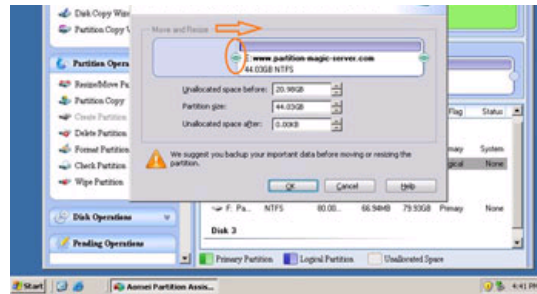 Disk Copy Wiz
Partition Copy
Move and Resize
Partition Opera
E: www.partition-magic-server.com
44.03GB NTFS
Resize/Move Pa
Unallocated space before: 20.98GB
Partition Copy
Partition size: 44.03GB
Create Partition
Unallocated space after: 0.00KB
Flag Status
Delete Partition
Format Partition
We suggest you backup your important data before moving or resizing the
partition.
System
Check Partition
None
Wipe Partition
OK Cancel Help
F: Pa... NTFS 80.00... 66.94MB 79.93GB Primary None
Disk Operations
Disk 3
Pending Operations
Primary Partition Logical Partition Unallocated Space
Start Aomei Partition Assis... 4:41 PM